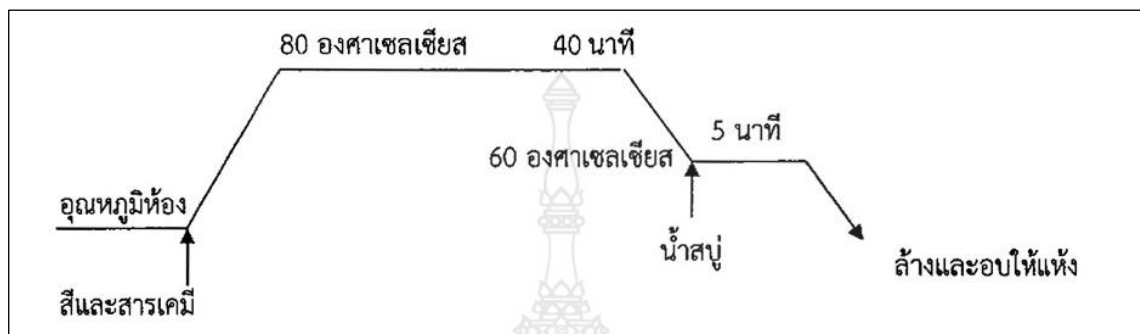 80 องศาเซลเซียส 40 นาที
5 นาที
60 องศาเซลเซียส
อุณหภูมิห้อง
น้ำสบู่
ล้างและอบให้แห้ง
สีและสารเคมี